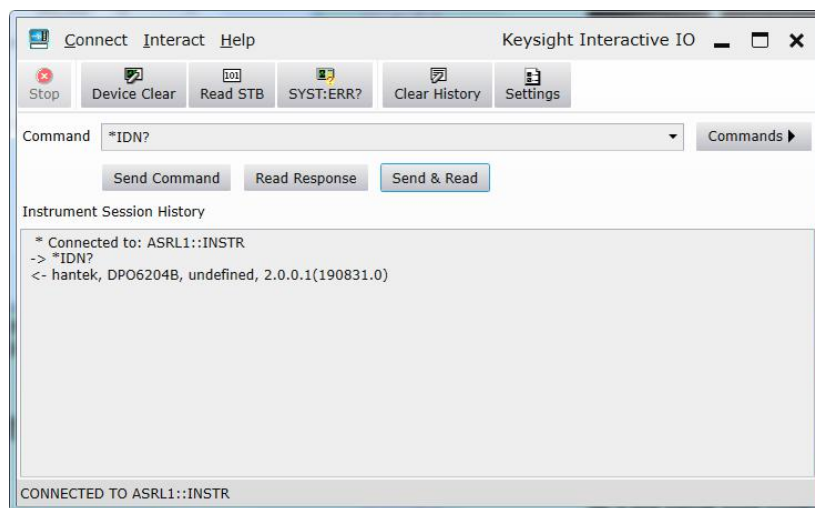 Connect Interact Help Keysight Interactive IO
Stop Device Clear 101 Read STB SYST:ERR? Clear History Settings
Command *IDN? Commands
Send Command Read Response Send & Read
Instrument Session History
* Connected to: ASRL1::INSTR
-> *IDN?
<- hantek, DPO6204B, undefined, 2.0.0.1(190831.0)
CONNECTED TO ASRL1::INSTR